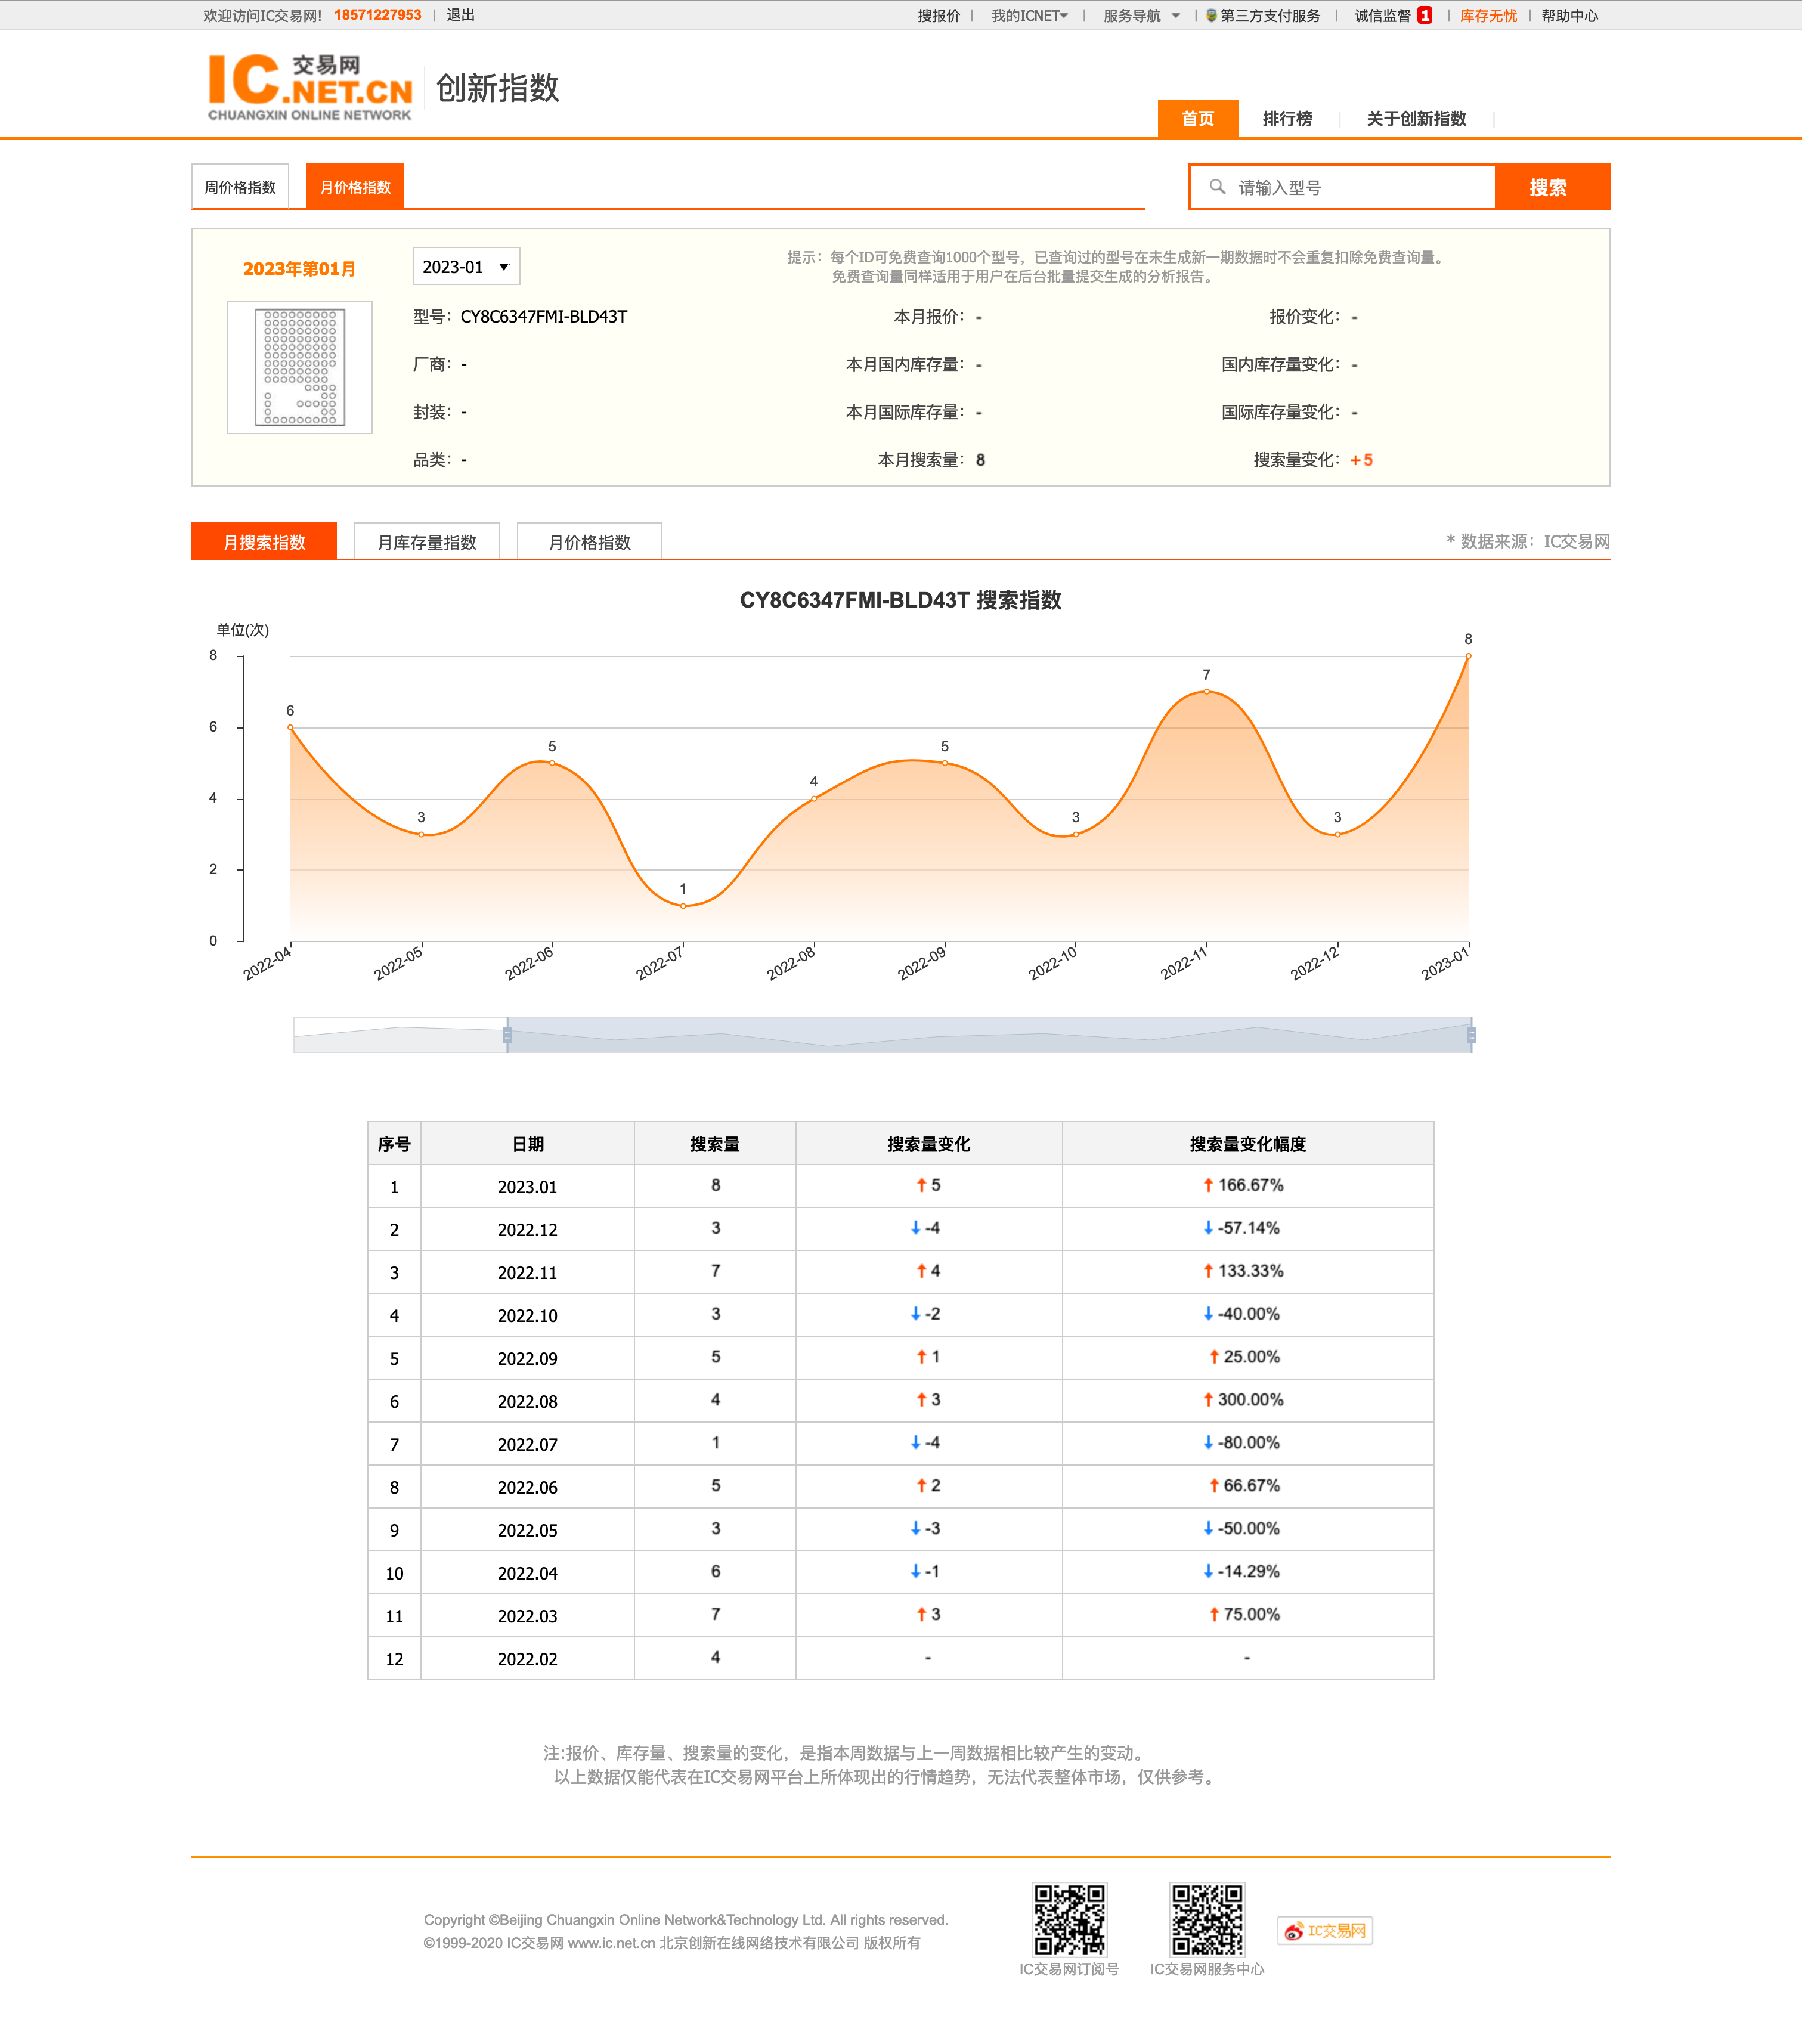 欢迎访问IC交易网! 18571227953 | 退出 搜报价 | 我的ICNET | 服务导航 | 第三方支付服务 | 诚信监督 1 | 库存无忧 | 帮助中心
IC交易网 .NET.CN 创新指数
CHUANGXIN ONLINE NETWORK
首页 排行榜 关于创新指数
周价格指数 月价格指数 请输入型号 搜索
2023年第01月 2023-01
提示：每个ID可免费查询1000个型号，已查询过的型号在未生成新一期数据时不会重复扣除免费查询量。
免费查询量同样适用于用户在后台批量提交生成的分析报告。
型号：CY8C6347FMI-BLD43T 本月报价：- 报价变化：-
厂商：- 本月国内库存量：- 国内库存量变化：-
封装：- 本月国际库存量：- 国际库存量变化：-
品类：- 本月搜索量：8 搜索量变化：+5
月搜索指数 月库存量指数 月价格指数 * 数据来源：IC交易网
CY8C6347FMI-BLD43T 搜索指数
单位(次)
8
6
4
2
0
6 3 5 1 4 5 3 7 3 8
2022-04 2022-05 2022-06 2022-07 2022-08 2022-09 2022-10 2022-11 2022-12 2023-01
序号 日期 搜索量 搜索量变化 搜索量变化幅度
1 2023.01 8 ↑ 5 ↑ 166.67%
2 2022.12 3 ↓ -4 ↓ -57.14%
3 2022.11 7 ↑ 4 ↑ 133.33%
4 2022.10 3 ↓ -2 ↓ -40.00%
5 2022.09 5 ↑ 1 ↑ 25.00%
6 2022.08 4 ↑ 3 ↑ 300.00%
7 2022.07 1 ↓ -4 ↓ -80.00%
8 2022.06 5 ↑ 2 ↑ 66.67%
9 2022.05 3 ↓ -3 ↓ -50.00%
10 2022.04 6 ↓ -1 ↓ -14.29%
11 2022.03 7 ↑ 3 ↑ 75.00%
12 2022.02 4 - -
注:报价、库存量、搜索量的变化，是指本周数据与上一周数据相比较产生的变动。
以上数据仅能代表在IC交易网平台上所体现出的行情趋势，无法代表整体市场，仅供参考。
Copyright ©Beijing Chuangxin Online Network&Technology Ltd. All rights reserved.
©1999-2020 IC交易网 www.ic.net.cn 北京创新在线网络技术有限公司 版权所有
IC交易网订阅号 IC交易网服务中心 IC交易网